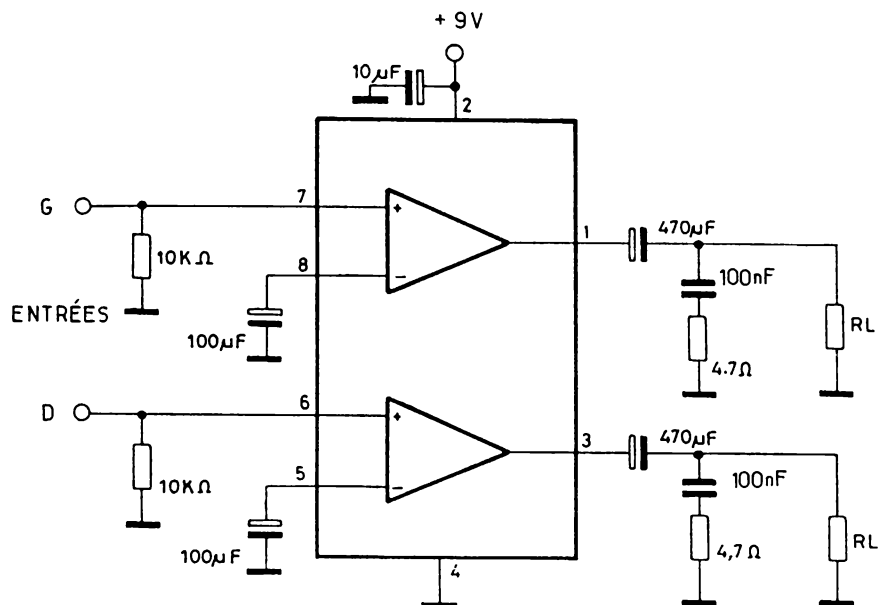 + 9V
10µF
2
G
7
1
470µF
+
10KΩ
8
−
100nF
ENTRÉES
100µF
RL
4.7Ω
D
6
3
470µF
+
10KΩ
5
−
100nF
100µF
4,7Ω
RL
4